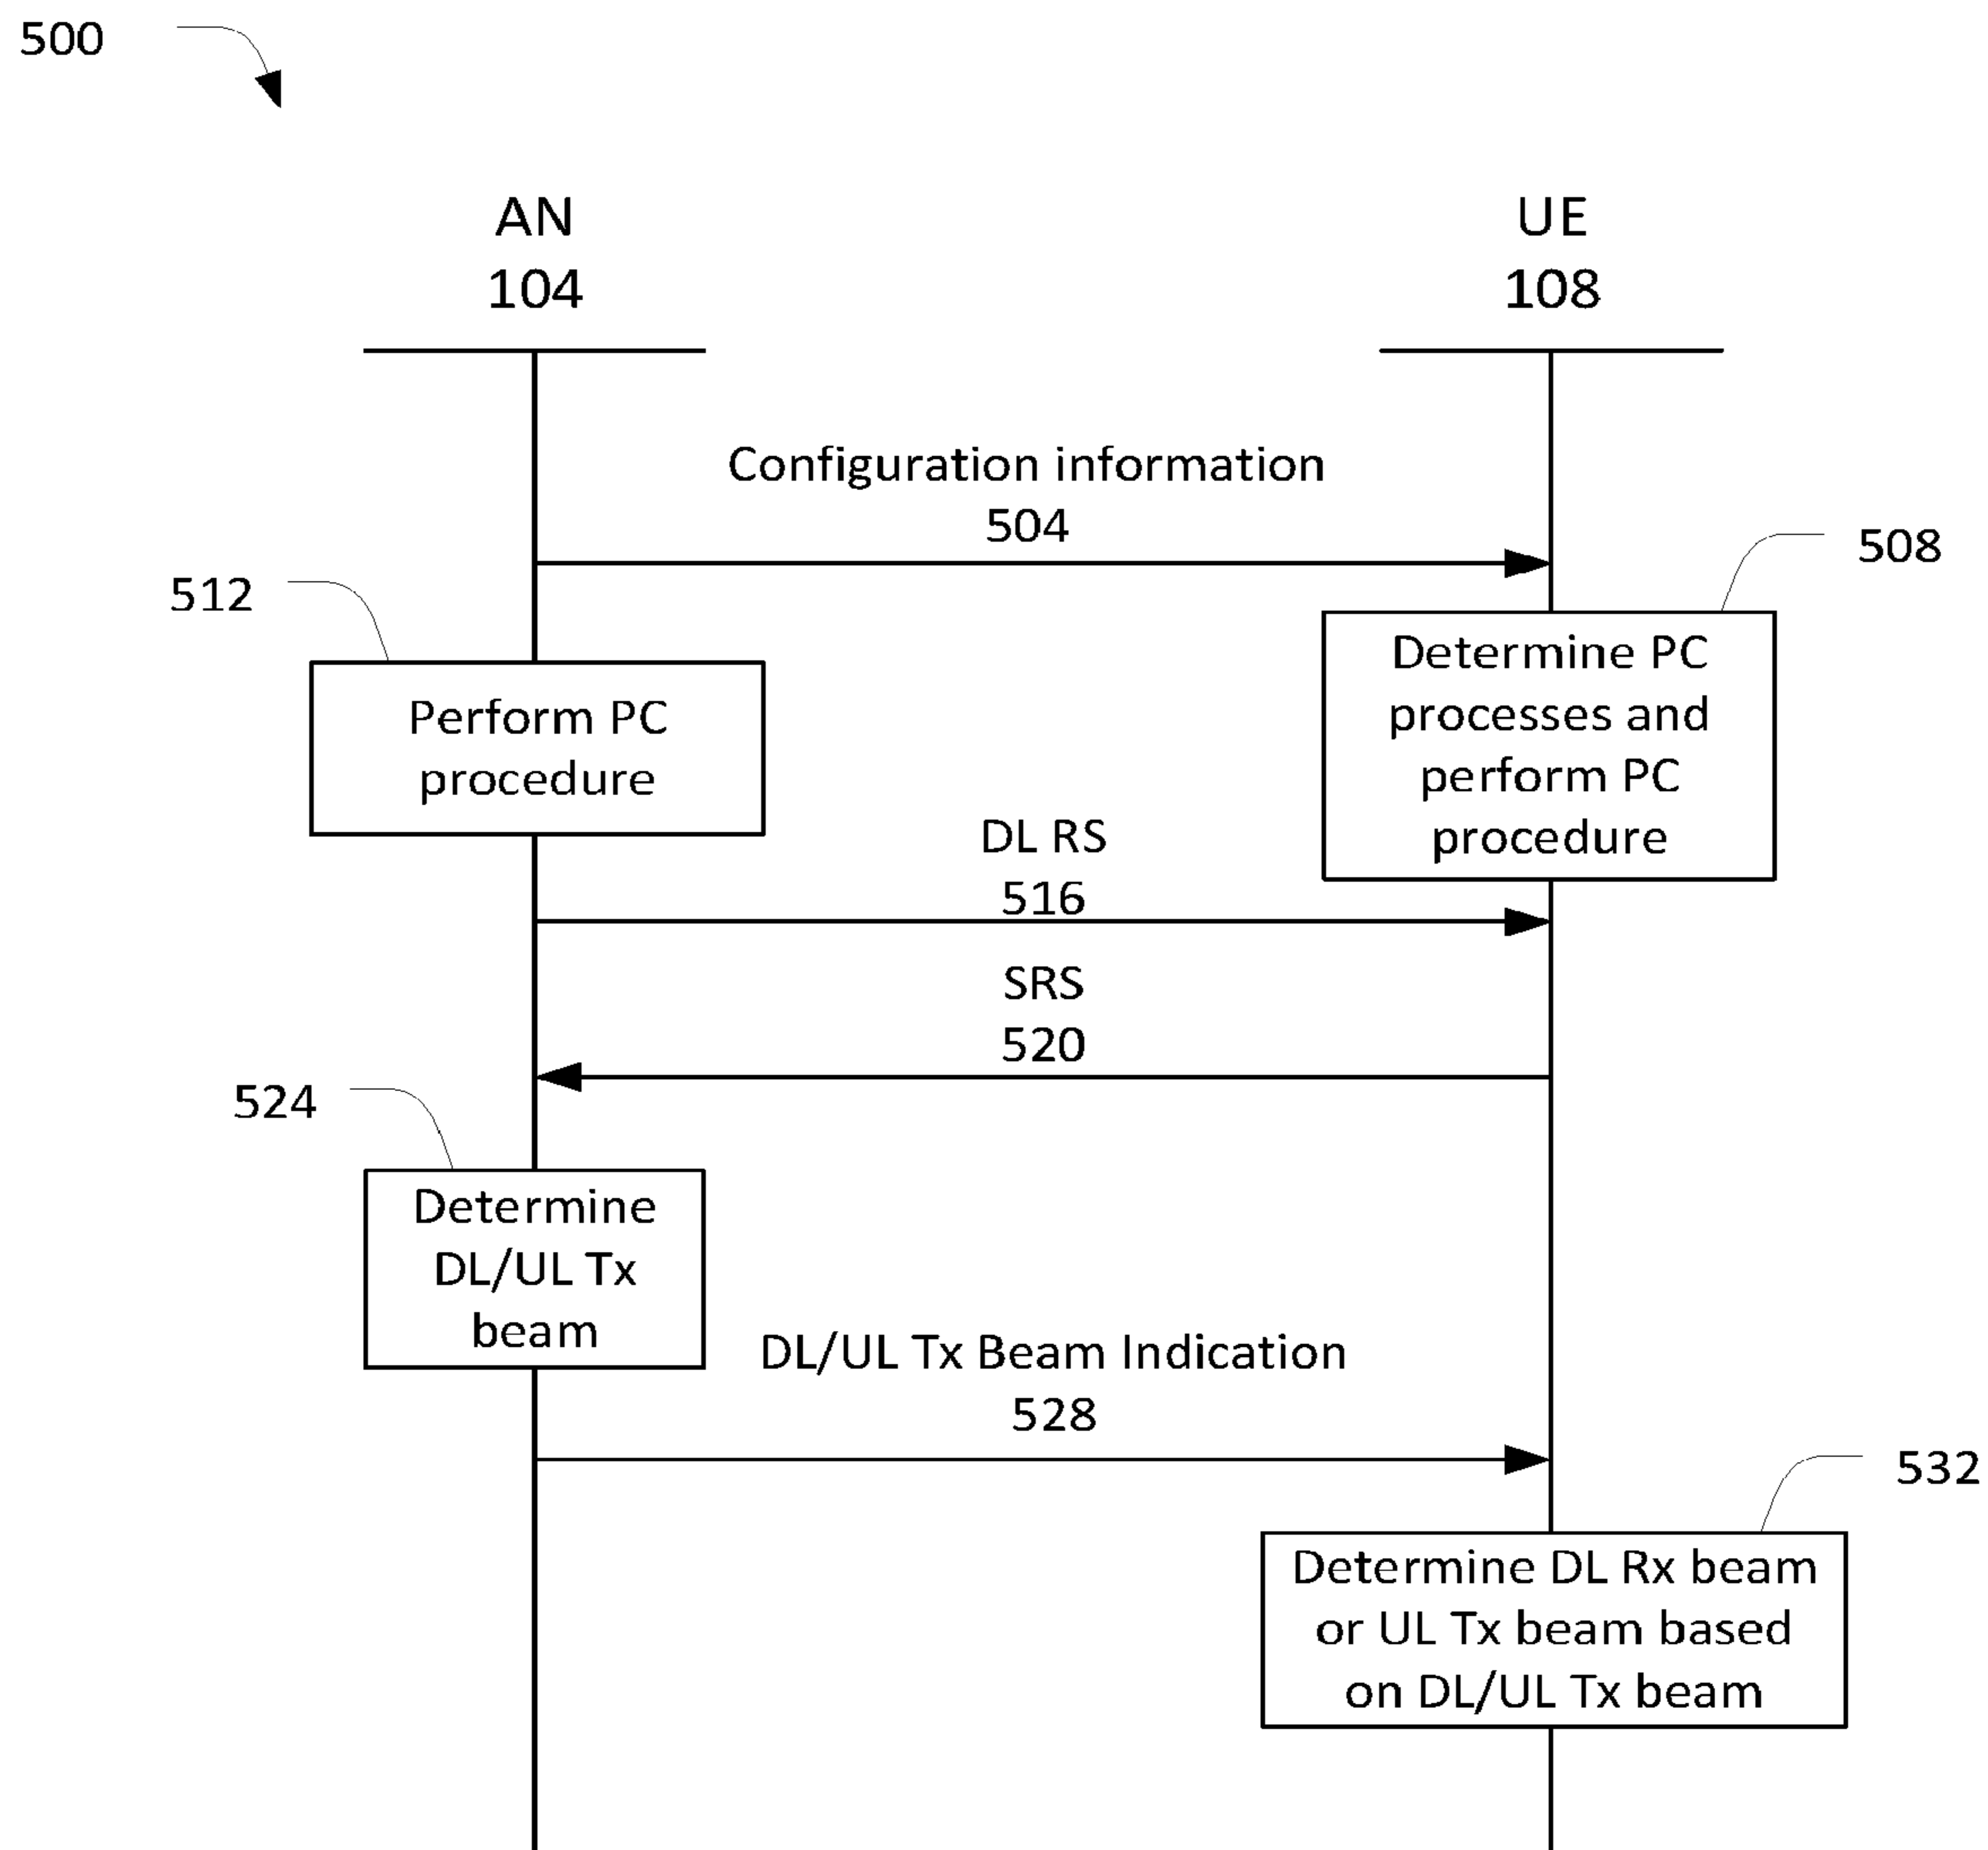 500
AN
104
UE
108
Configuration information
504
508
512
Determine PC
processes and
perform PC
procedure
Perform PC
procedure
DL RS
516
SRS
520
524
Determine
DL/UL Tx
beam
DL/UL Tx Beam Indication
528
532
Determine DL Rx beam
or UL Tx beam based
on DL/UL Tx beam